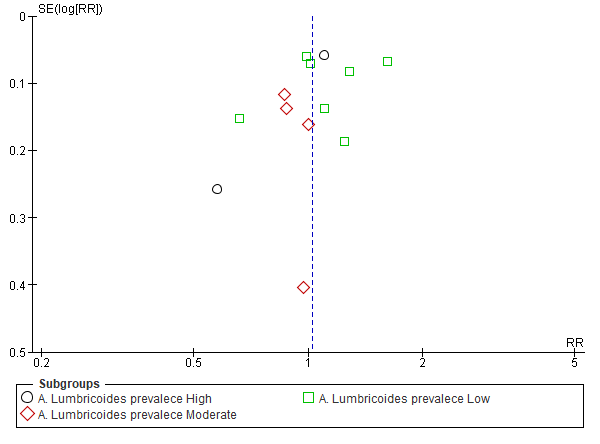 SE(log[RR])
0
0.1
0.2
0.3
0.4
0.5
RR
0.2 0.5 1 2 5
Subgroups
A. Lumbricoides prevalece High A. Lumbricoides prevalece Low
A. Lumbricoides prevalece Moderate